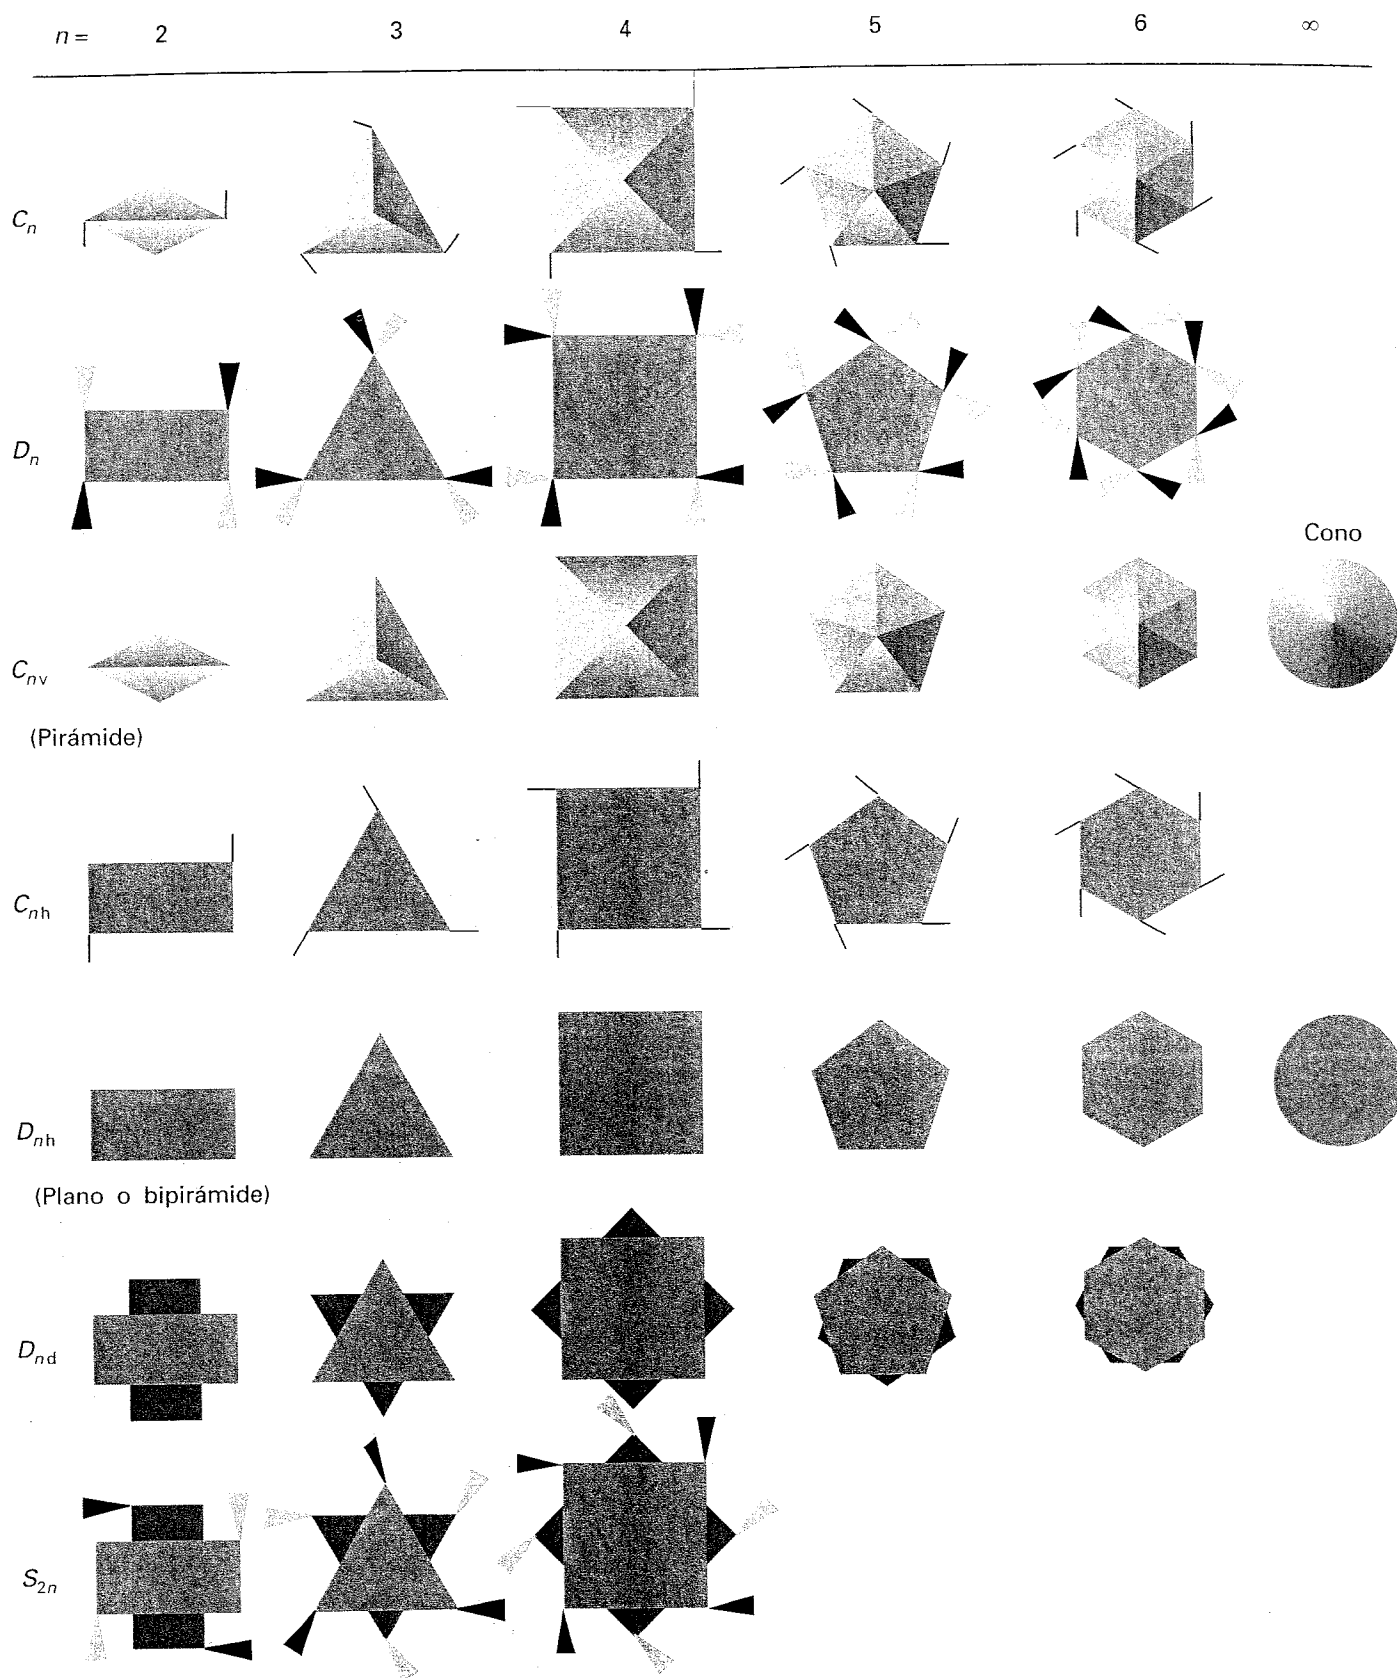 n = 2 3 4 5 6 ∞
Cn
Dn
Cono
Cnv
(Pirámide)
Cnh
Dnh
(Plano o bipirámide)
Dnd
S2n